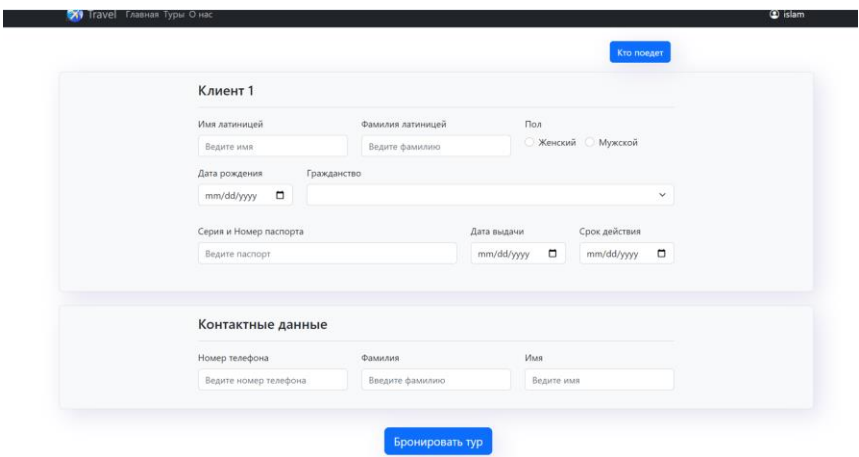 Travel Главная Туры О нас islam
Кто поедет
Клиент 1
Имя латиницей Фамилия латиницей Пол
Ведите имя Ведите фамилию Женский Мужской
Дата рождения Гражданство
mm/dd/yyyy
Серия и Номер паспорта Дата выдачи Срок действия
Ведите паспорт mm/dd/yyyy mm/dd/yyyy
Контактные данные
Номер телефона Фамилия Имя
Ведите номер телефона Введите фамилию Ведите имя
Бронировать тур